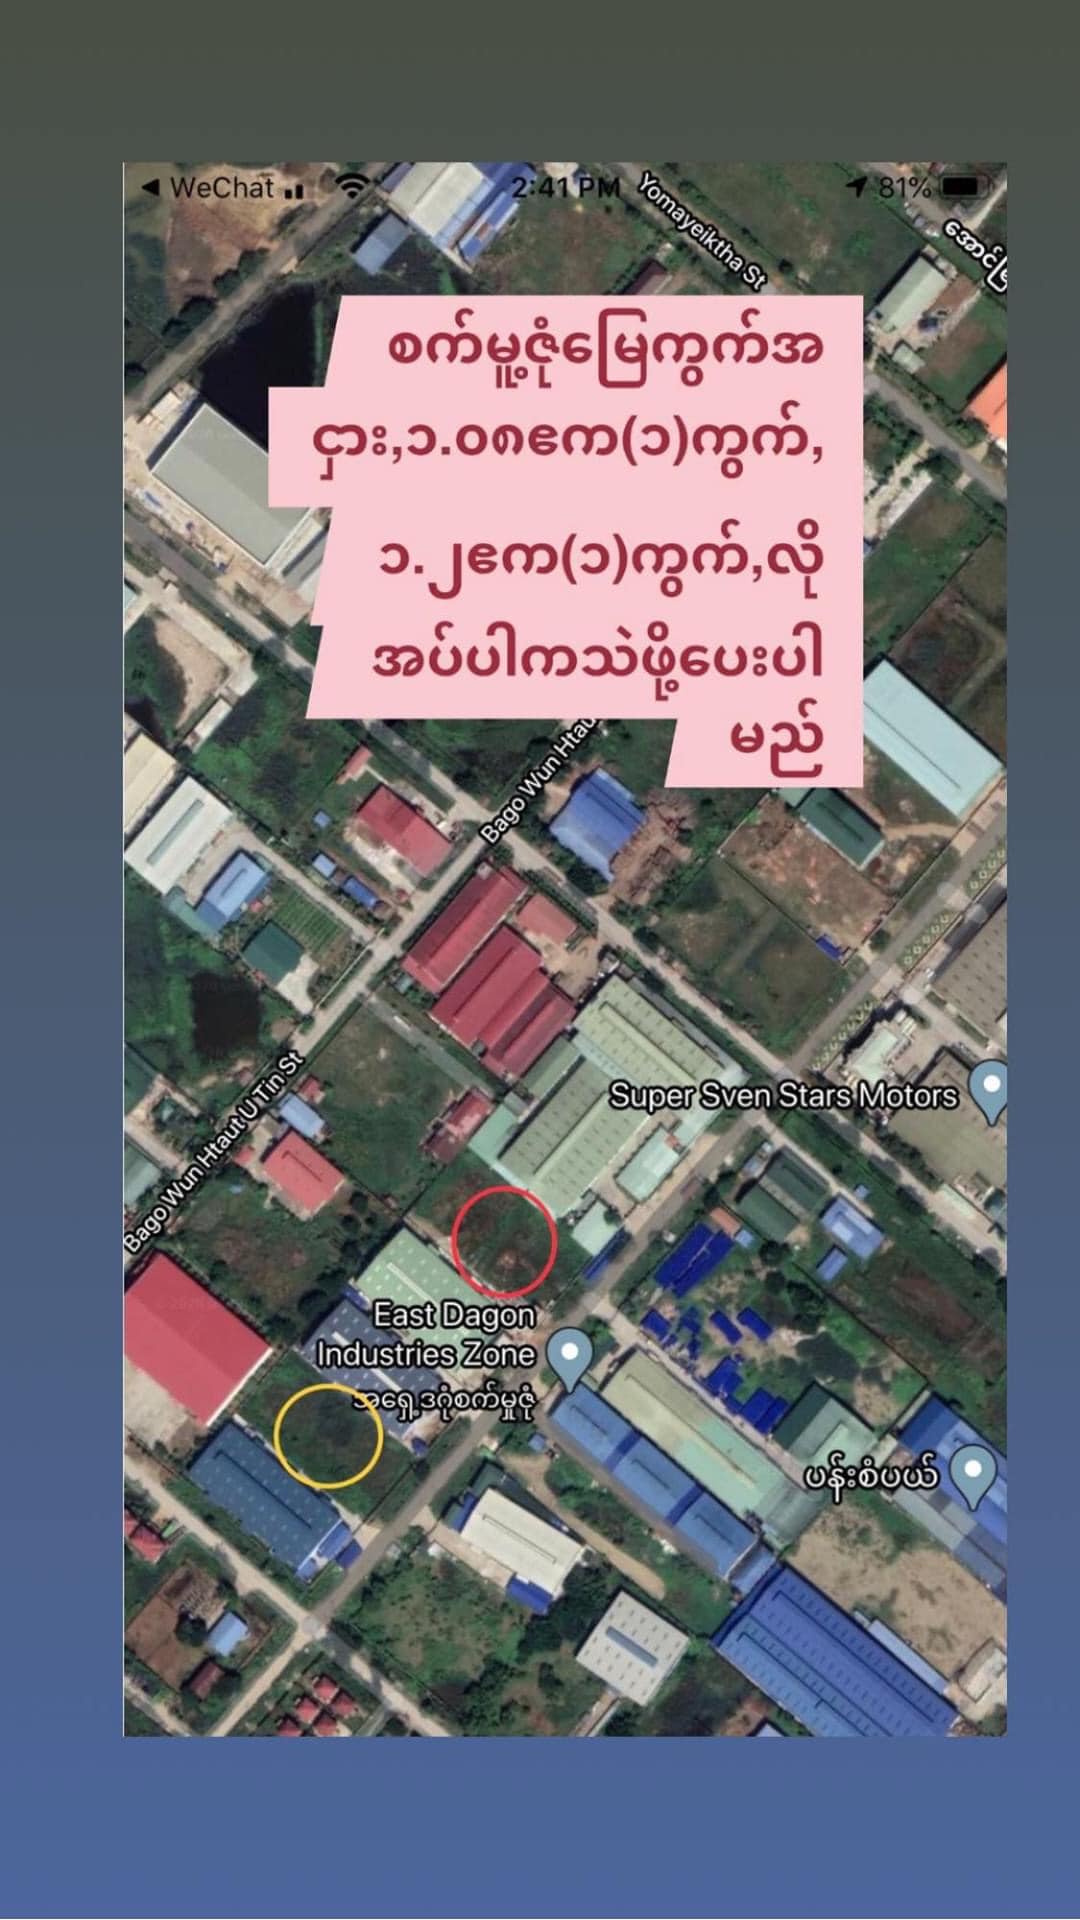 ◀ WeChat 2:41 PM 81%
Yomayeiktha St
စက်မှု့ဇုံမြေကွက်အ
ငှား,၁.၀၈ဧက(၁)ကွက်,
၁.၂ဧက(၁)ကွက်,လို
အပ်ပါကသဲဖို့ပေးပါ
မည်
Bago Wun Htau
Super Sven Stars Motors
Bago Wun Htaut U Tin St
East Dagon
Industries Zone
အရှေ့ဒဂုံစက်မှုဇုံ
ပန်းစံပယ်